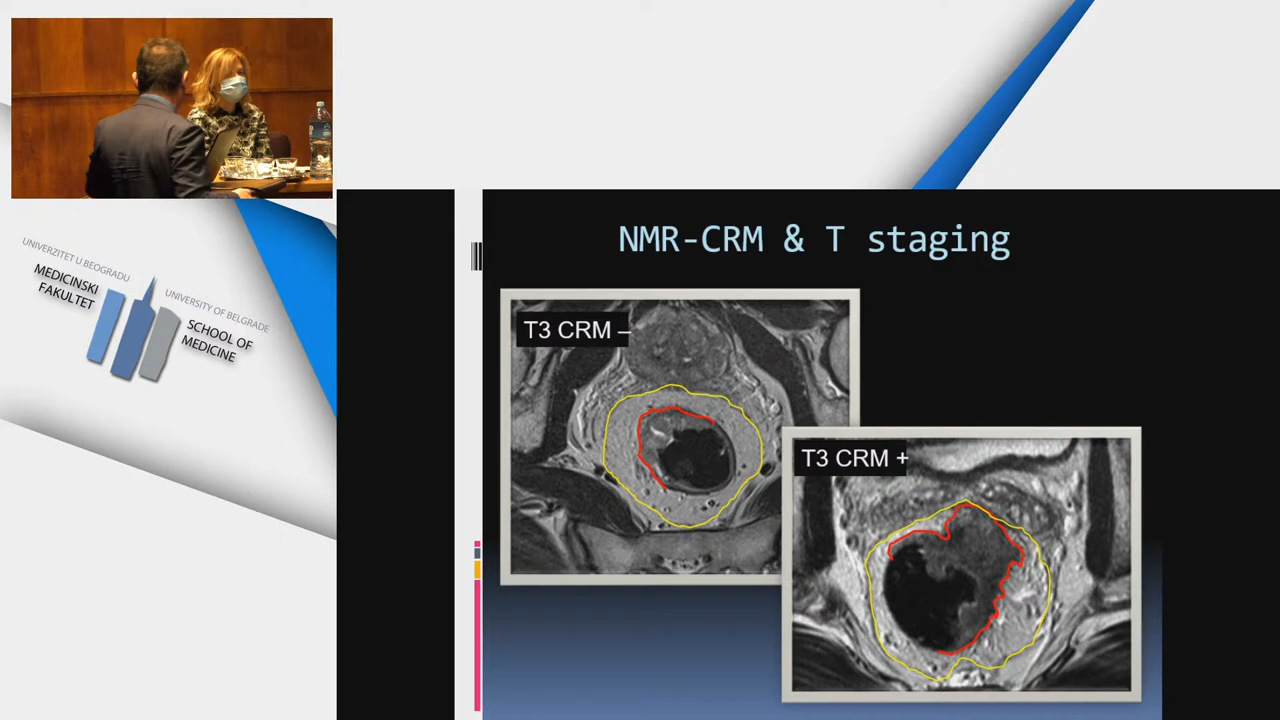 UNIVERZITET U BEOGRADU
MEDICINSKI
FAKULTET
UNIVERSITY OF BELGRADE
SCHOOL OF
MEDICINE
NMR-CRM & T staging
T3 CRM –
T3 CRM +